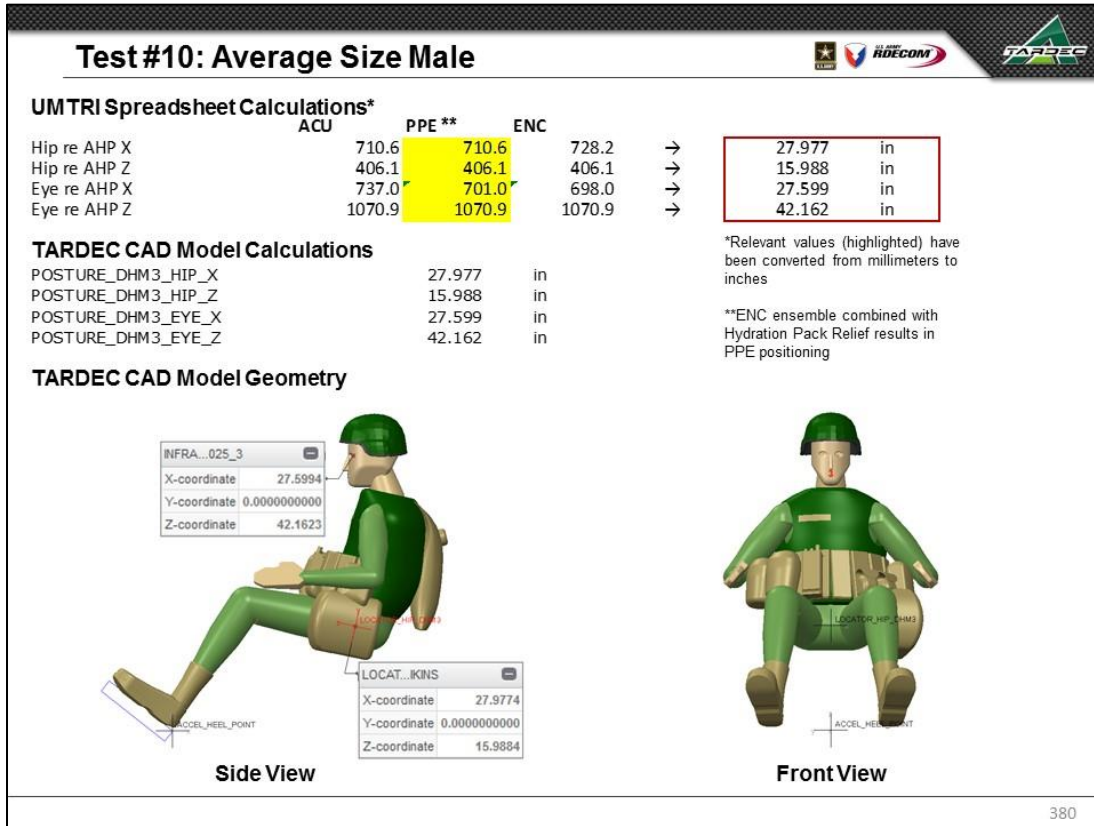 Test #10: Average Size Male
U.S. ARMY
U.S. ARMY RDECOM
TARDEC
UMTRI Spreadsheet Calculations*
ACU PPE ** ENC
Hip re AHP X 710.6 710.6 728.2 → 27.977 in
Hip re AHP Z 406.1 406.1 406.1 → 15.988 in
Eye re AHP X 737.0 701.0 698.0 → 27.599 in
Eye re AHP Z 1070.9 1070.9 1070.9 → 42.162 in
*Relevant values (highlighted) have
been converted from millimeters to
inches
**ENC ensemble combined with
Hydration Pack Relief results in
PPE positioning
TARDEC CAD Model Calculations
POSTURE_DHM3_HIP_X 27.977 in
POSTURE_DHM3_HIP_Z 15.988 in
POSTURE_DHM3_EYE_X 27.599 in
POSTURE_DHM3_EYE_Z 42.162 in
TARDEC CAD Model Geometry
INFRA...025_3
X-coordinate 27.5994
Y-coordinate 0.0000000000
Z-coordinate 42.1623
LOCATOR_HIP_DHM3
LOCAT...IKINS
X-coordinate 27.9774
Y-coordinate 0.0000000000
Z-coordinate 15.9884
ACCEL_HEEL_POINT
Side View
LOCATOR_HIP_DHM3
ACCEL_HEEL_POINT
Front View
380